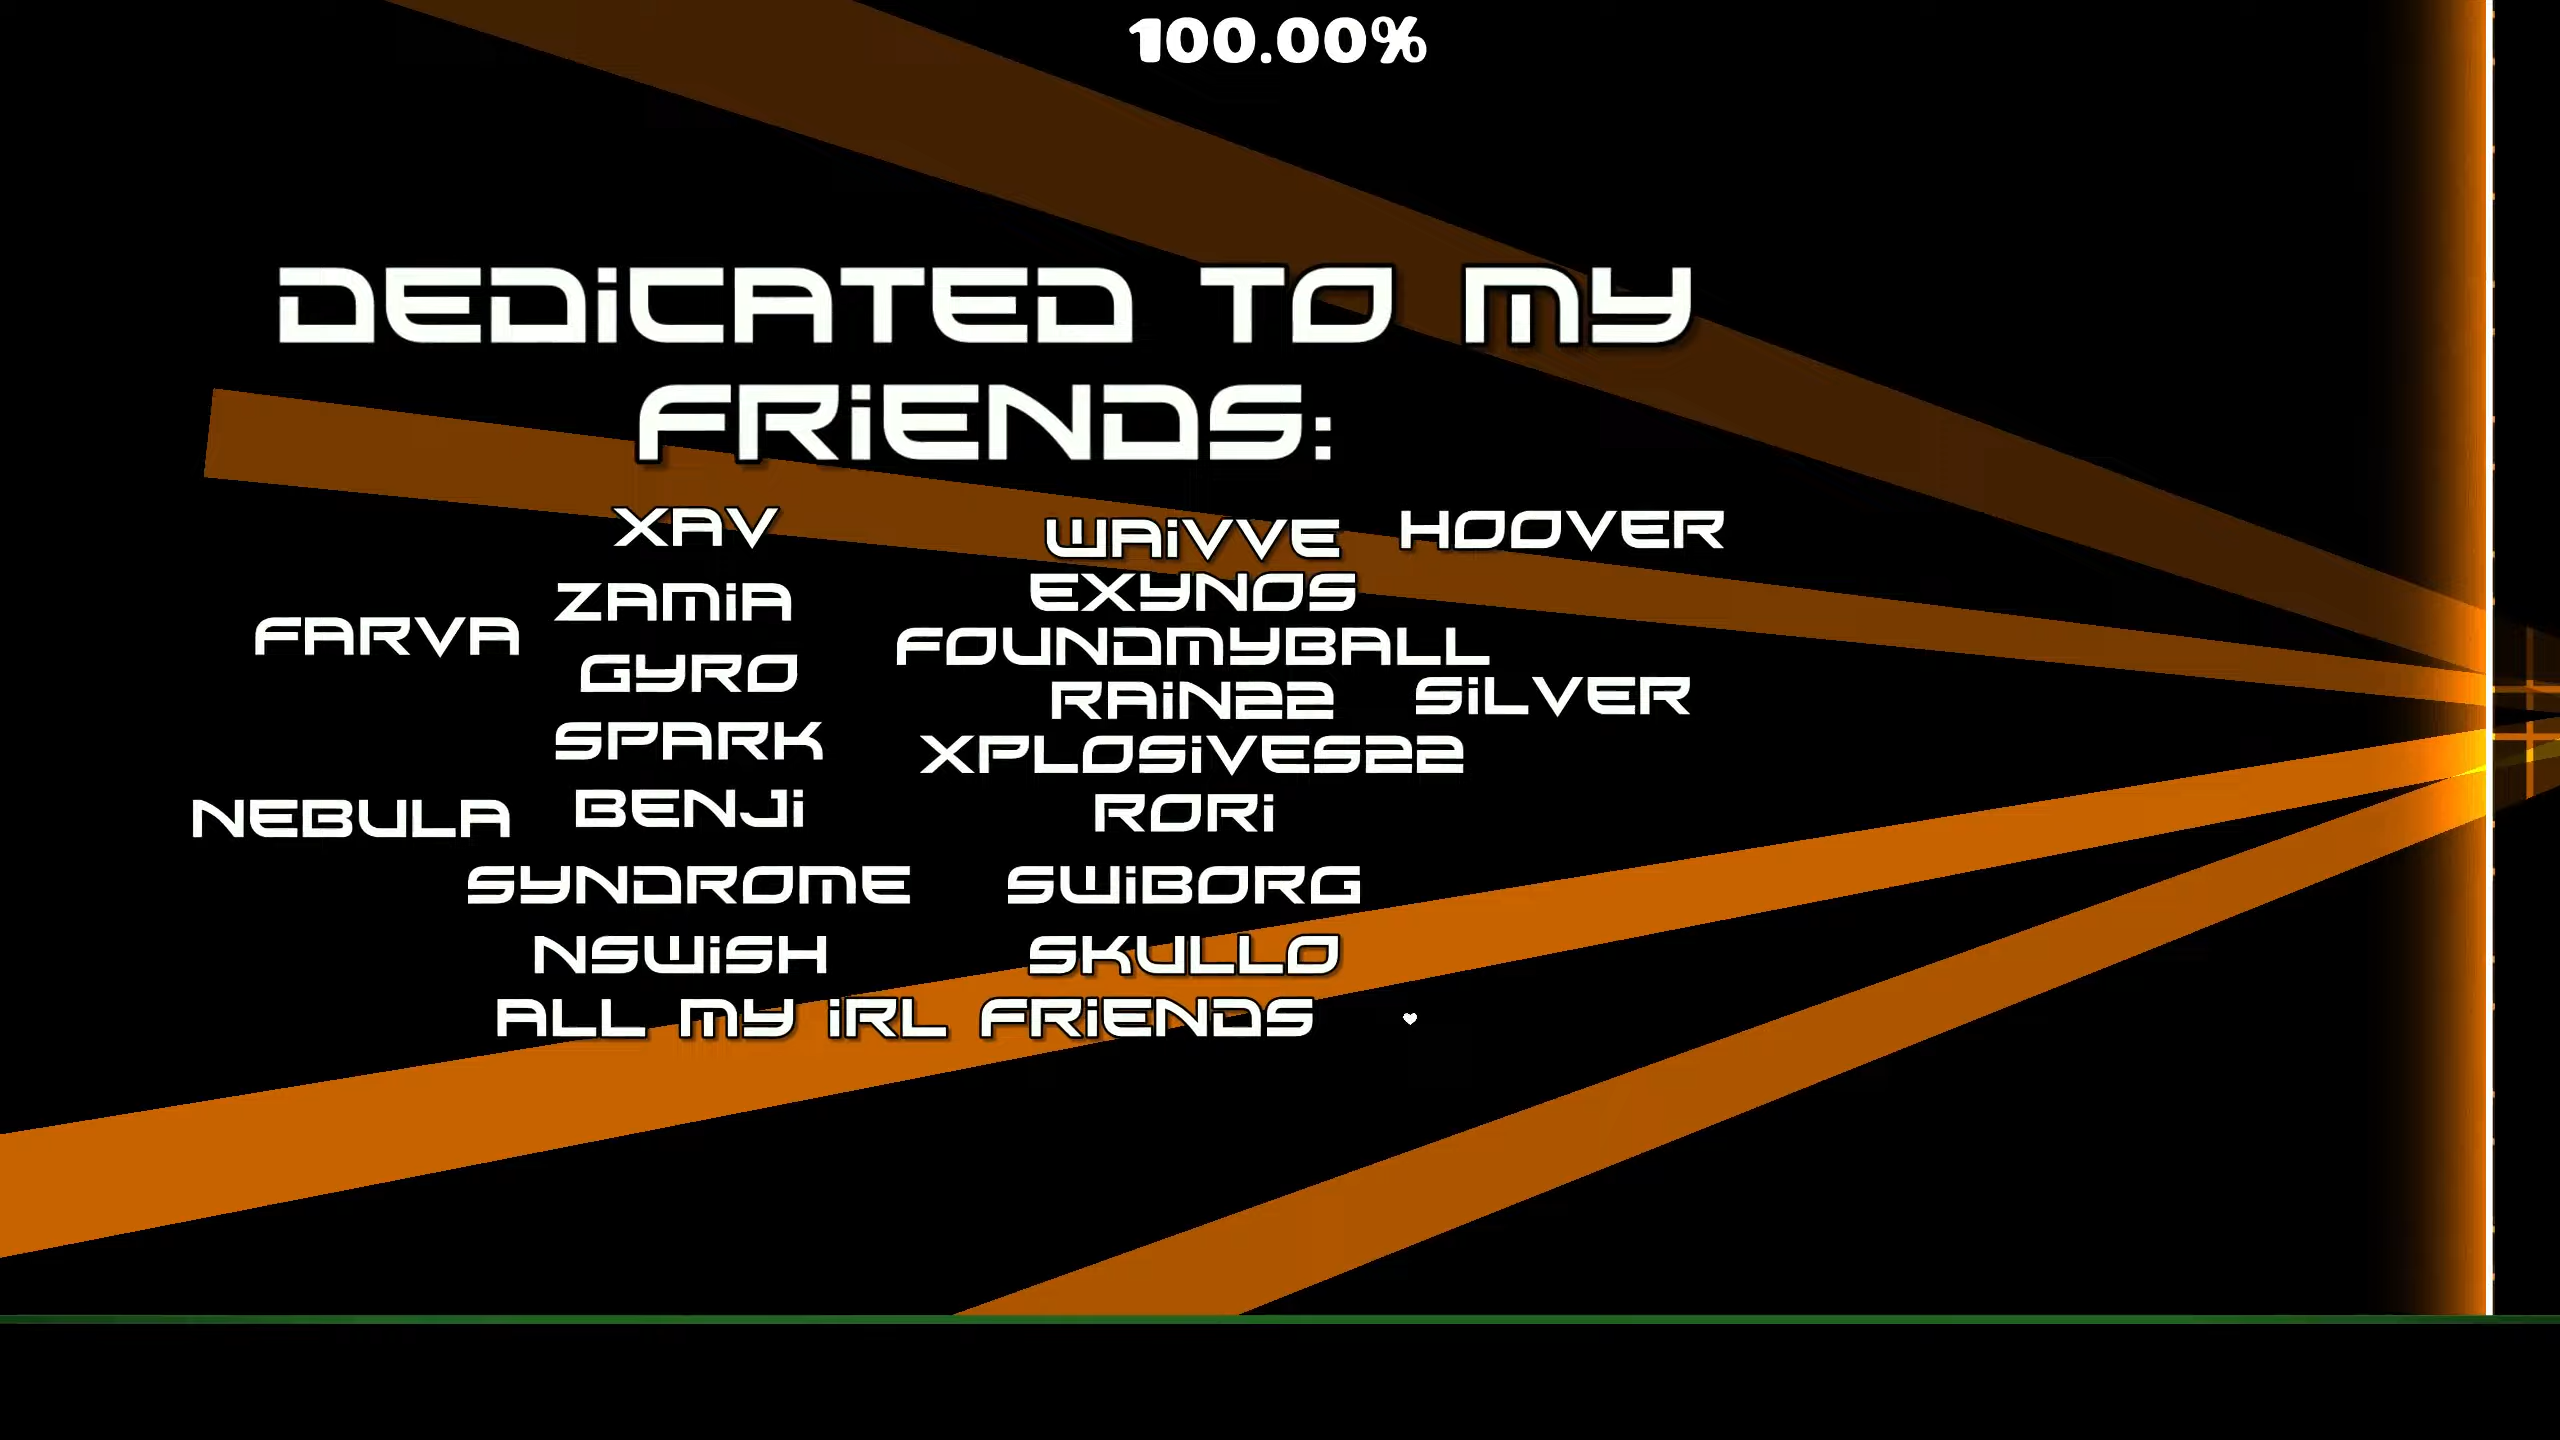 100.00%
DEDiCATED TO MY
FRiENDS:
XAV
WAiVVE
HOOVER
ZAMiA
EXYNOS
FARVA
GYRO
FOUNDMYBALL
RAiN22
SiLVER
SPARK
XPLOSiVES22
NEBULA
BENJi
RORi
SYNDROME
SWiBORG
NSWiSH
SKULLO
ALL MY iRL FRiENDS